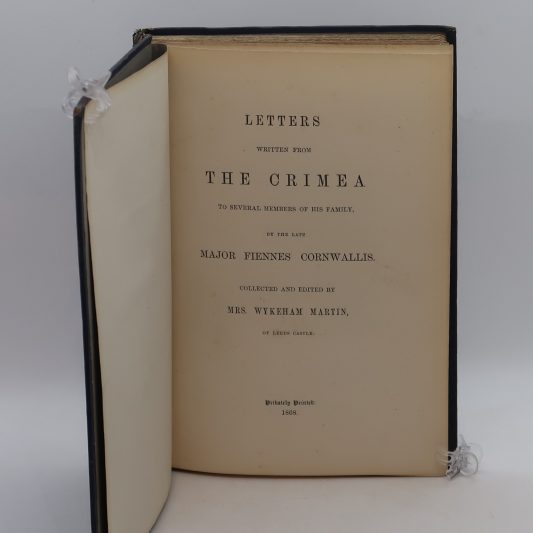 LETTERS
WRITTEN FROM
THE CRIMEA
TO SEVERAL MEMBERS OF HIS FAMILY,
BY THE LATE
MAJOR FIENNES CORNWALLIS.
COLLECTED AND EDITED BY
MRS. WYKEHAM MARTIN,
OF LEEDS CASTLE.
Privately Printed.
1868.